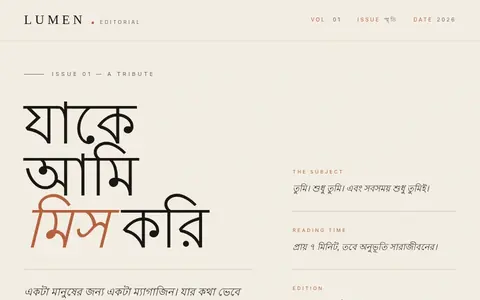 LUMEN EDITORIAL
VOL 01 ISSUE স্মৃতি DATE 2026
ISSUE 01 — A TRIBUTE
যাকে
আমি
মিস করি
THE SUBJECT
তুমি। শুধু তুমি। এবং সবসময় শুধু তুমিই।
READING TIME
প্রায় ৭ মিনিট, তবে অনুভূতি সারাজীবনের।
EDITION
একটা মানুষের জন্য একটা ম্যাগাজিন। যার কথা ভেবে